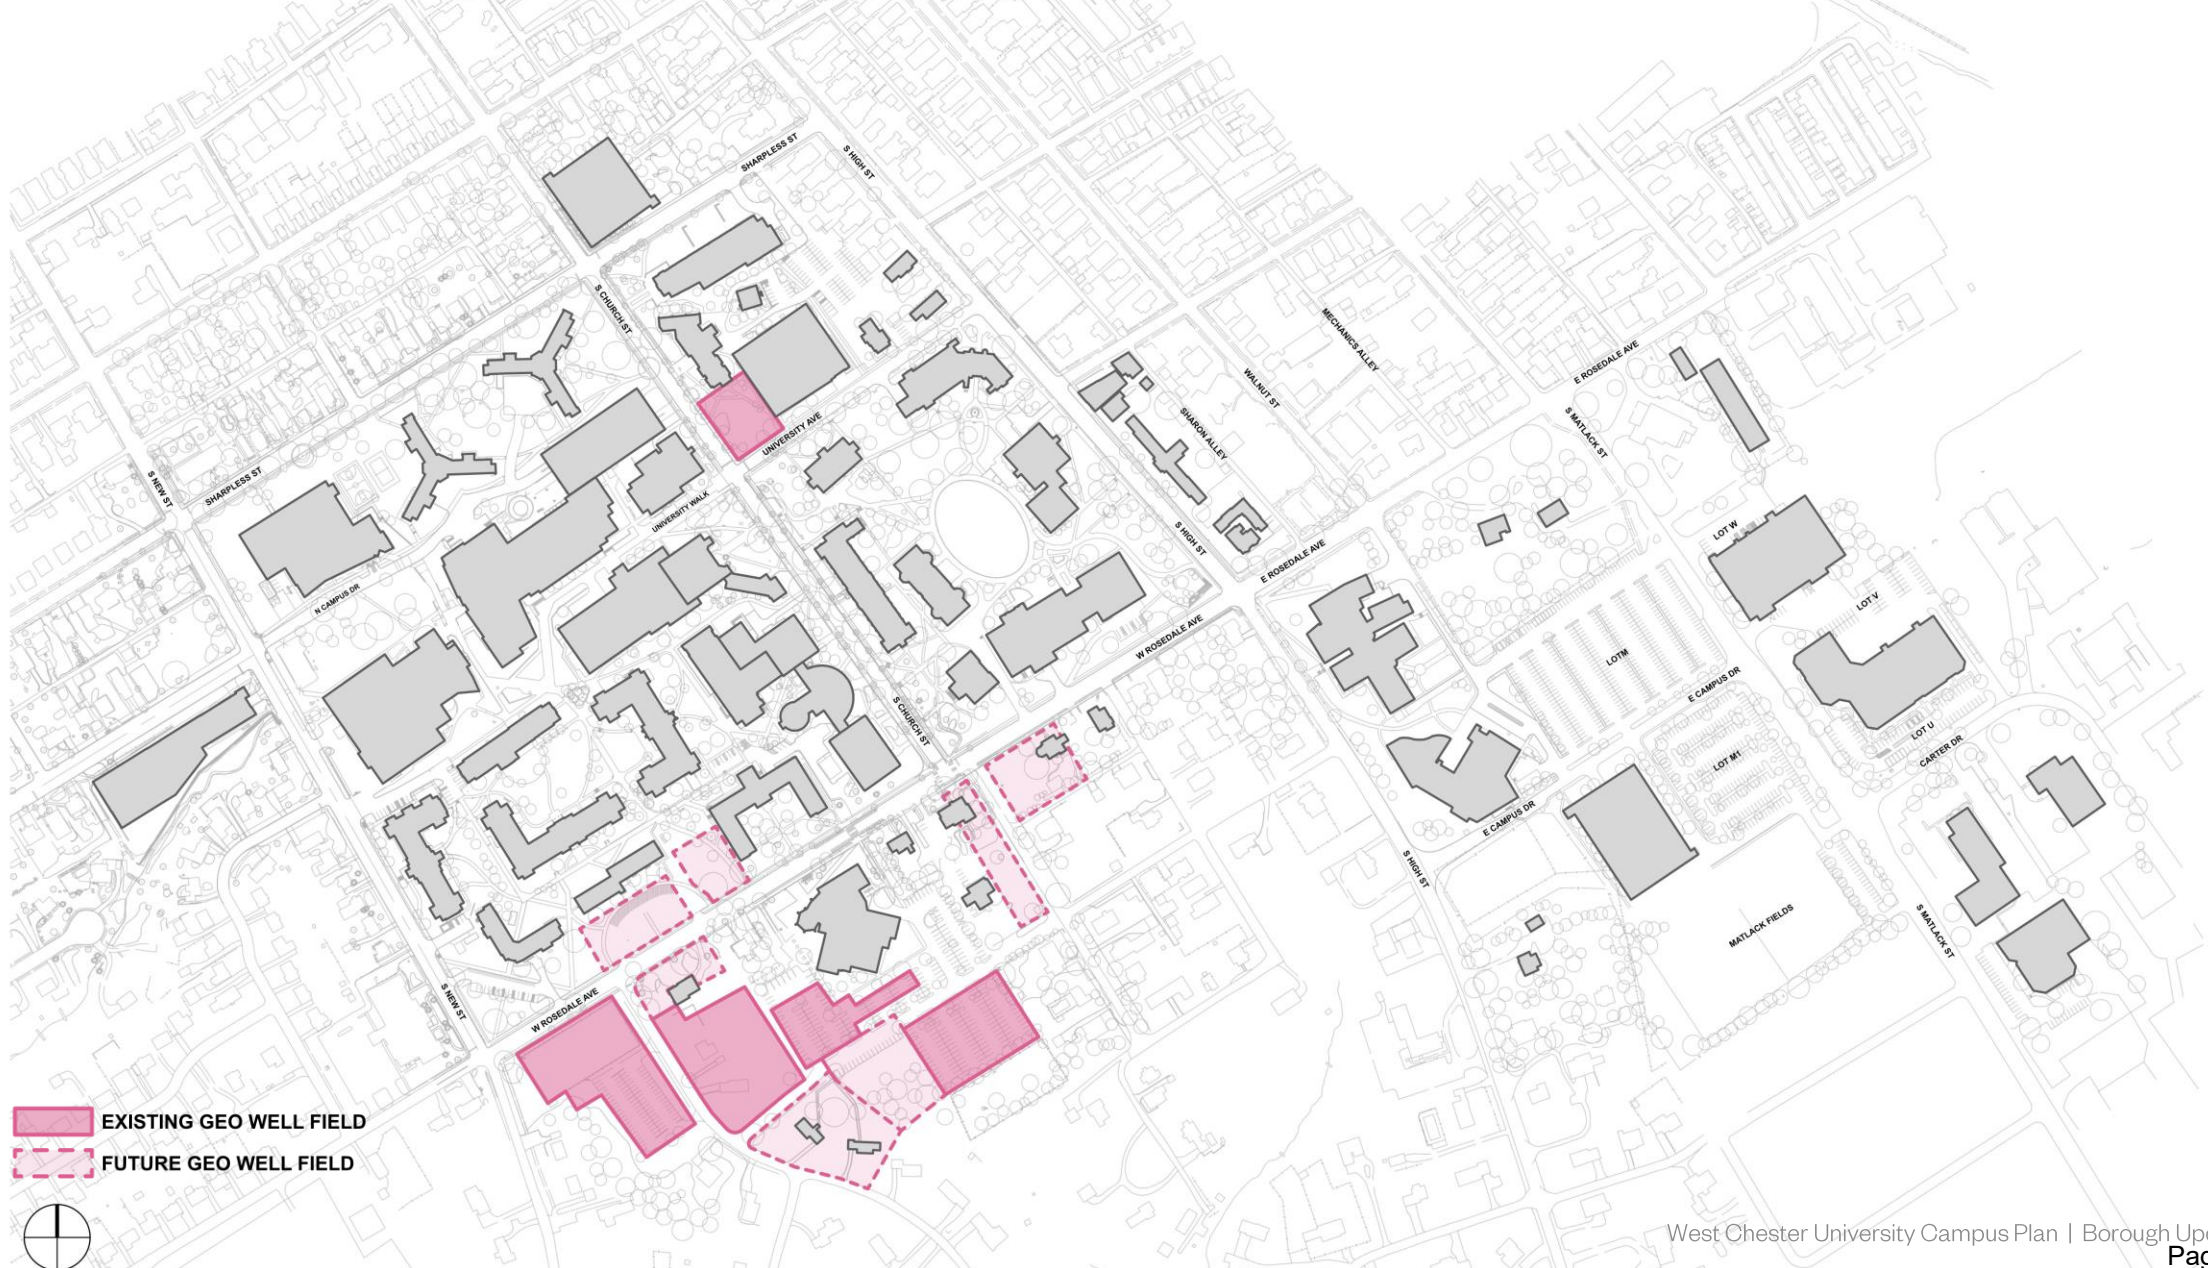 SHARPLESS ST
S HIGH ST
S CHURCH ST
MECHANICS ALLEY
E ROSEDALE AVE
WALNUT ST
S MATLACK ST
SHARON ALLEY
UNIVERSITY AVE
S NEW ST
SHARPLESS ST
UNIVERSITY WALK
LOT W
S HIGH ST
E ROSEDALE AVE
N CAMPUS DR
LOT V
W ROSEDALE AVE
LOTM
E CAMPUS DR
S CHURCH ST
LOT U
CARTER DR
LOT M1
E CAMPUS DR
S HIGH ST
MATLACK FIELDS
S MATLACK ST
S NEW ST
W ROSEDALE AVE
EXISTING GEO WELL FIELD
FUTURE GEO WELL FIELD
West Chester University Campus Plan | Borough Up
Pag